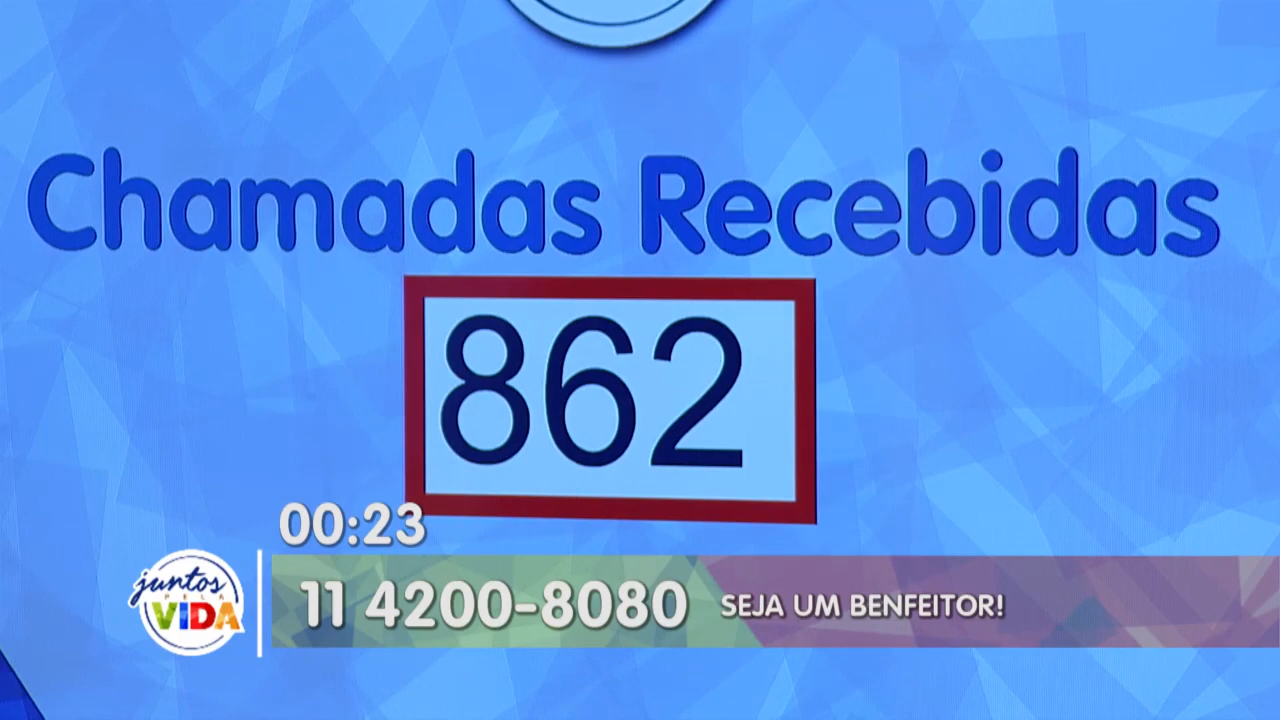 Chamadas Recebidas
862
00:23
juntos
PELA
VIDA
11 4200-8080 SEJA UM BENFEITOR!